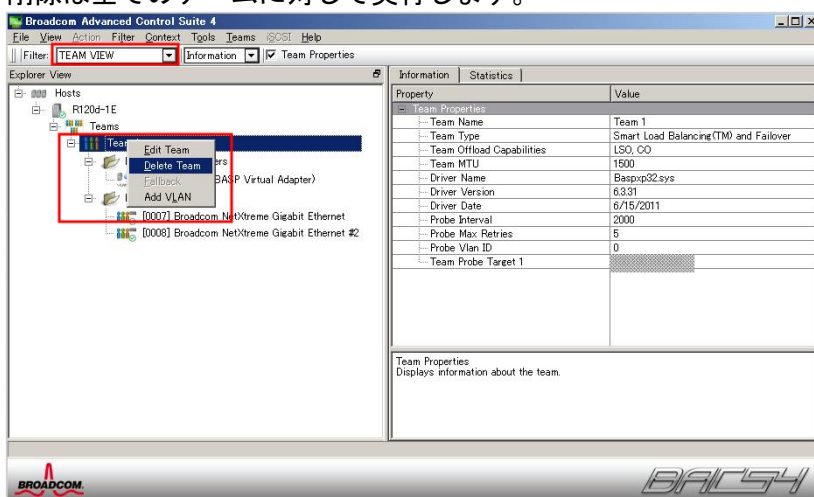 削除は全てのチームに対して実行します。
Broadcom Advanced Control Suite 4
File View Action Filter Context Tools Teams iSCSI Help
Filter: TEAM VIEW Information Team Properties
Explorer View
Information Statistics
Hosts
R120d-1E
Teams
Edit Team
Delete Team
Fallback
Add VLAN
BASP Virtual Adapter)
[0007] Broadcom NetXtreme Gigabit Ethernet
[0008] Broadcom NetXtreme Gigabit Ethernet #2
Property Value
Team Properties
Team Name Team 1
Team Type Smart Load Balancing(TM) and Failover
Team Offload Capabilities LSO, CO
Team MTU 1500
Driver Name Baspxp32.sys
Driver Version 6.3.31
Driver Date 6/15/2011
Probe Interval 2000
Probe Max Retries 5
Probe Vlan ID 0
Team Probe Target 1
Team Properties
Displays information about the team.
BROADCOM.
BACS4